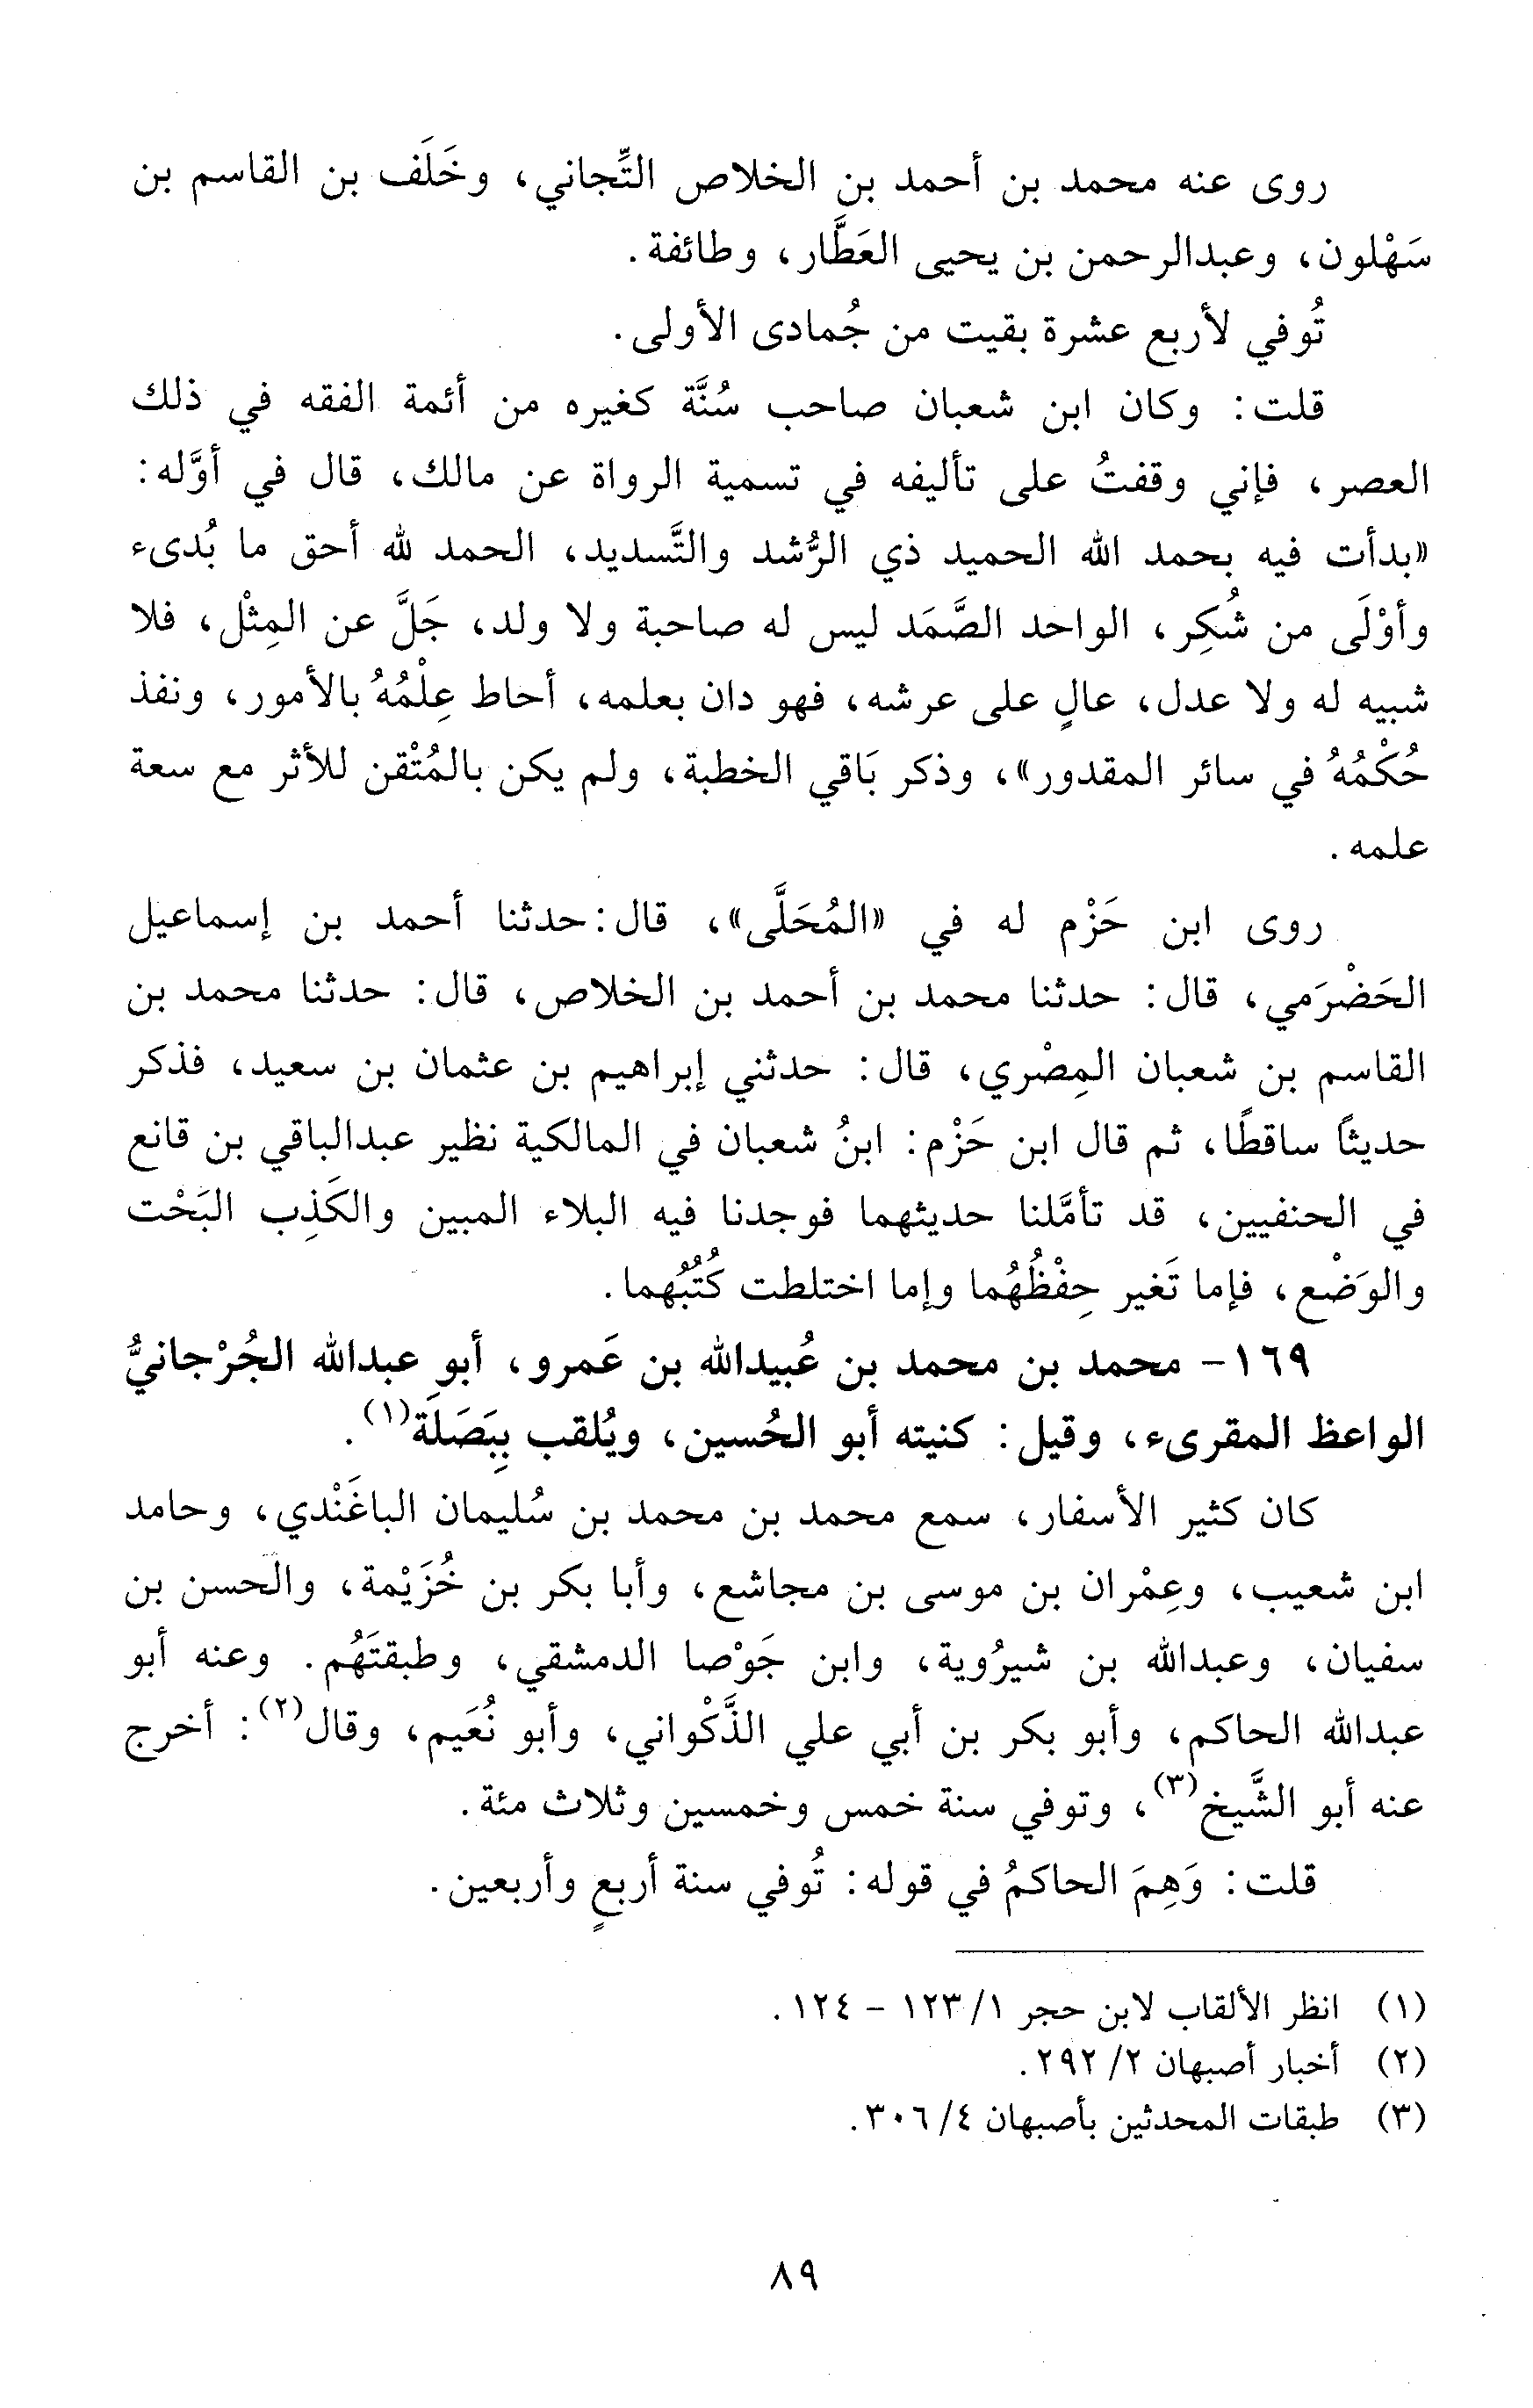 روى عنه محمد بن أحمد بن الخلاص التِّجاني، وخَلَف بن القاسم بن
سَهْلون، وعبدالرحمن بن يحيى العَطَّار، وطائفة.
تُوفي لأربع عشرة بقيت من جُمادى الأولى.
قلت: وكان ابن شعبان صاحب سُنَّة كغيره من أئمة الفقه في ذلك
العصر، فإني وقفتُ على تأليفه في تسمية الرواة عن مالك، قال في أوَّله:
«بدأت فيه بحمد الله الحميد ذي الرُّشد والتَّسديد، الحمد لله أحق ما بُدىء
وأوْلَى من شُكِر، الواحد الصَّمَد ليس له صاحبة ولا ولد، جَلَّ عن المِثْل، فلا
شبيه له ولا عدل، عالٍ على عرشه، فهو دان بعلمه، أحاط عِلْمُهُ بالأمور، ونفذ
حُكْمُهُ في سائر المقدور»، وذكر بَاقي الخطبة، ولم يكن بالمُتْقن للأثر مع سعة
علمه.
روى ابن حَزْم له في «المُحَلَّى»، قال: حدثنا أحمد بن إسماعيل
الحَضْرَمي، قال: حدثنا محمد بن أحمد بن الخلاص، قال: حدثنا محمد بن
القاسم بن شعبان المِصْري، قال: حدثني إبراهيم بن عثمان بن سعيد، فذكر
حديثاً ساقطًا، ثم قال ابن حَزْم: ابنُ شعبان في المالكية نظير عبدالباقي بن قانع
في الحنفيين، قد تأمَّلنا حديثهما فوجدنا فيه البلاء المبين والكَذِب البَحْت
والوَضْع، فإما تَغير حِفْظُهُما وإما اختلطت كُتُبُهما.
١٦٩- محمد بن محمد بن عُبيدالله بن عَمرو، أبو عبدالله الجُرْجانيُّ
الواعظ المقرىء، وقيل: كنيته أبو الحُسين، ويُلقب بِبَصَلَة(١).
كان كثير الأسفار، سمع محمد بن محمد بن سُليمان الباغَنْدي، وحامد
ابن شعيب، وعِمْران بن موسى بن مجاشع، وأبا بكر بن خُزَيْمة، والحسن بن
سفيان، وعبدالله بن شيرُوية، وابن جَوْصا الدمشقي، وطبقتَهُم. وعنه أبو
عبدالله الحاكم، وأبو بكر بن أبي علي الذَّكْواني، وأبو نُعَيم، وقال(٢): أخرج
عنه أبو الشَّيخ(٣)، وتوفي سنة خمس وخمسين وثلاث مئة.
قلت: وَهِمَ الحاكمُ في قوله: تُوفي سنة أربعٍ وأربعين.
(١) انظر الألقاب لابن حجر ١/ ١٢٣ - ١٢٤.
(٢) أخبار أصبهان ٢/ ٢٩٢.
(٣) طبقات المحدثين بأصبهان ٤/ ٣٠٦.
٨٩